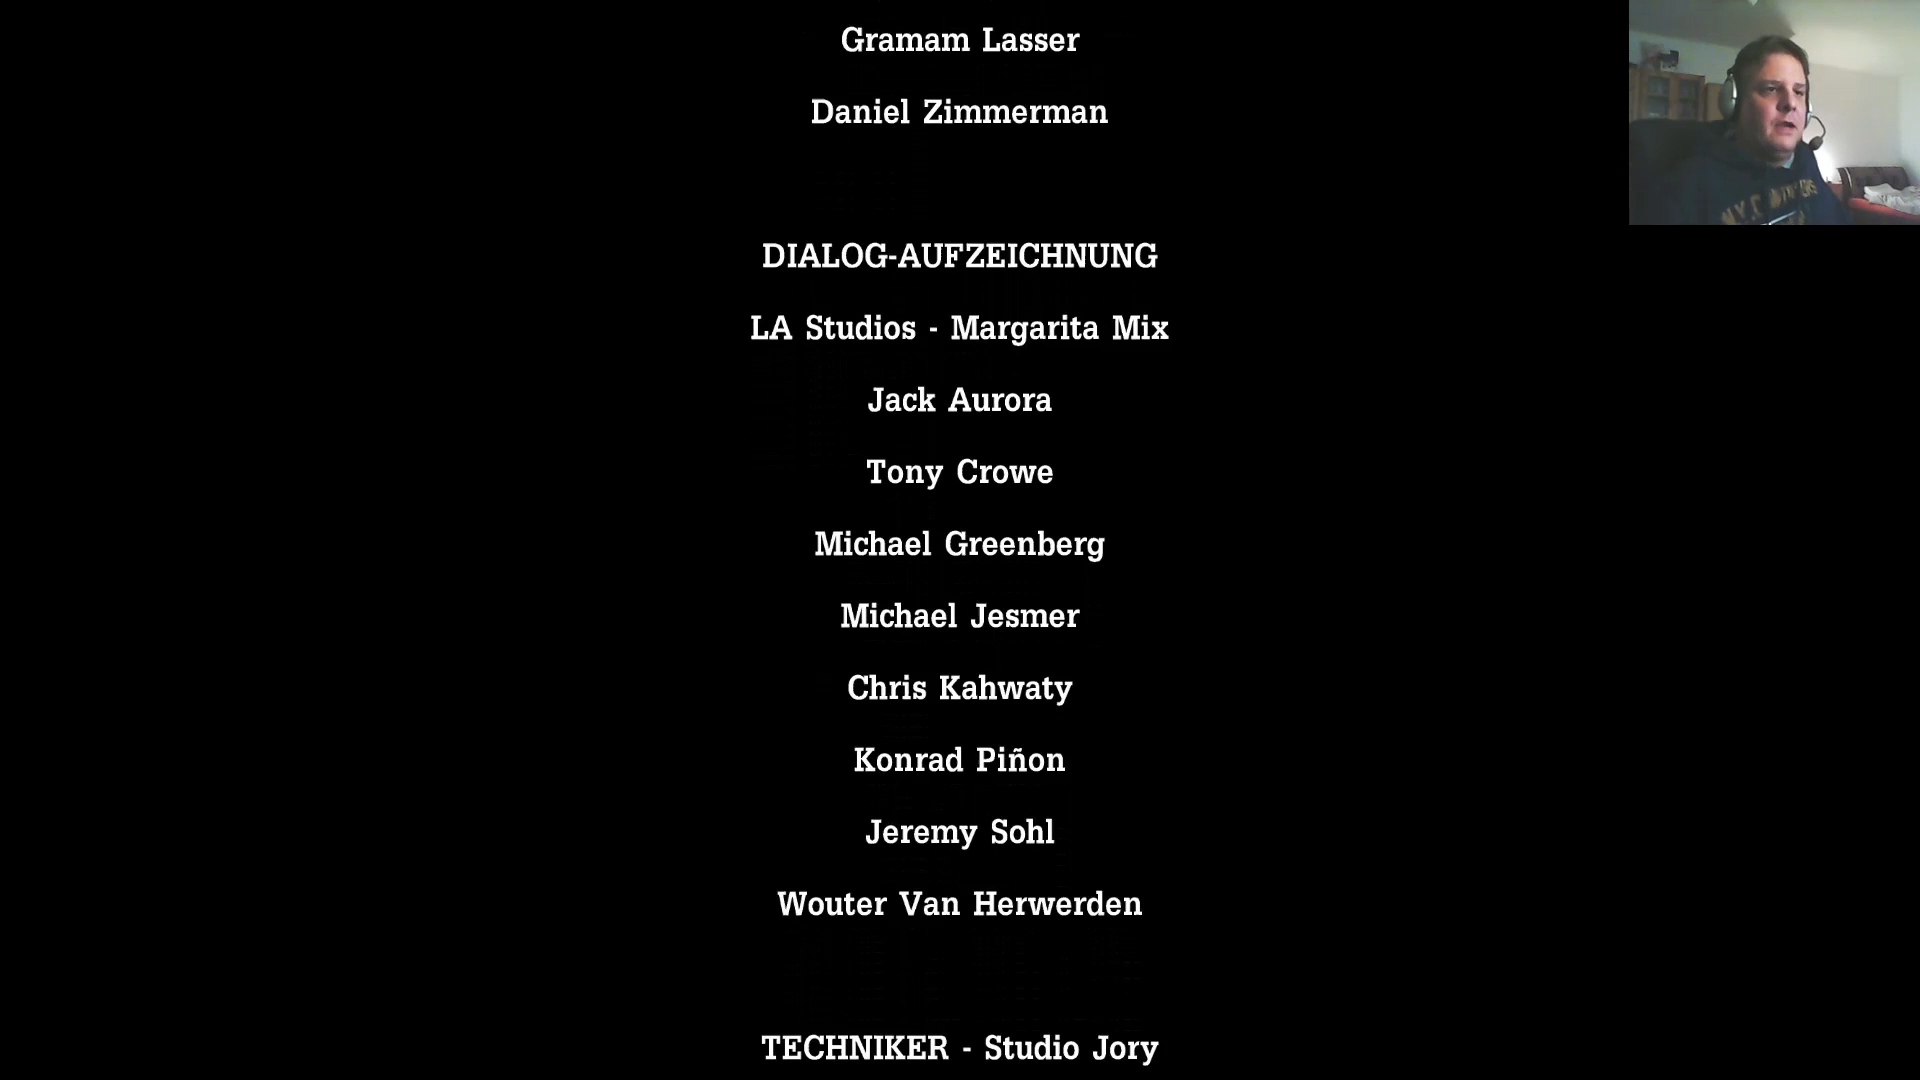 Gramam Lasser
Daniel Zimmerman
DIALOG-AUFZEICHNUNG
LA Studios - Margarita Mix
Jack Aurora
Tony Crowe
Michael Greenberg
Michael Jesmer
Chris Kahwaty
Konrad Piñon
Jeremy Sohl
Wouter Van Herwerden
TECHNIKER - Studio Jory